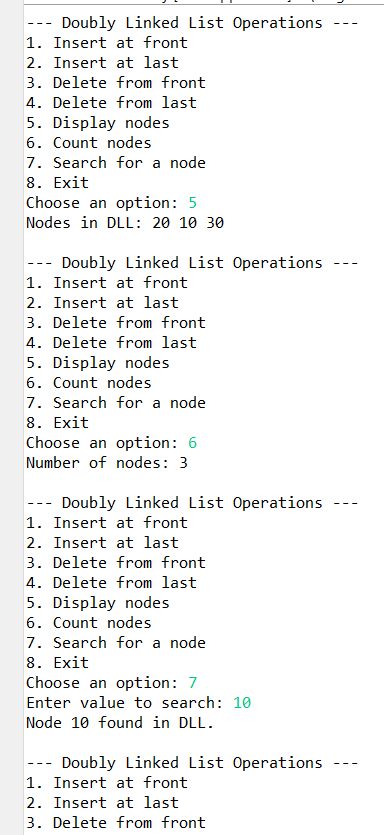 --- Doubly Linked List Operations ---
1. Insert at front
2. Insert at last
3. Delete from front
4. Delete from last
5. Display nodes
6. Count nodes
7. Search for a node
8. Exit
Choose an option: 5
Nodes in DLL: 20 10 30
--- Doubly Linked List Operations ---
1. Insert at front
2. Insert at last
3. Delete from front
4. Delete from last
5. Display nodes
6. Count nodes
7. Search for a node
8. Exit
Choose an option: 6
Number of nodes: 3
--- Doubly Linked List Operations ---
1. Insert at front
2. Insert at last
3. Delete from front
4. Delete from last
5. Display nodes
6. Count nodes
7. Search for a node
8. Exit
Choose an option: 7
Enter value to search: 10
Node 10 found in DLL.
--- Doubly Linked List Operations ---
1. Insert at front
2. Insert at last
3. Delete from front